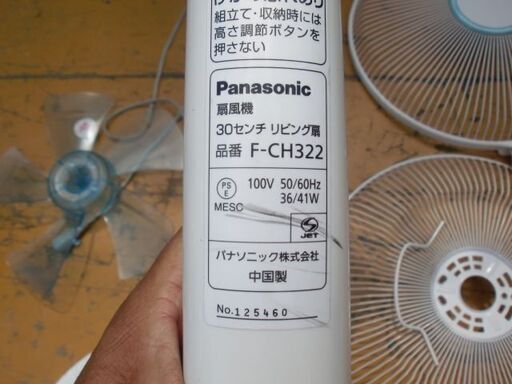 組立て・収納時には
高さ調節ボタンを
押さない
Panasonic
扇風機
30センチ リビング扇
品番 F-CH322
PS
E
MESC
100V 50/60Hz
36/41W
S
JET
パナソニック株式会社
中国製
No.125460